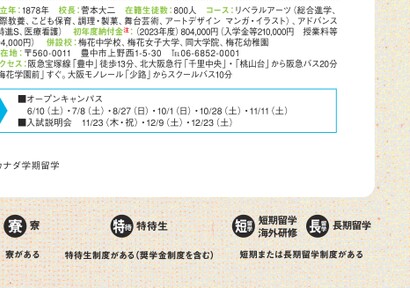 立年：1878年　校長：菅本大二　在籍生徒数：800人　コース：リベラルアーツ（総合進学、
際教養、こども保育、調理・製菓、舞台芸術、アートデザイン マンガ・イラスト）、アドバンス
特進S、医療看護）　初年度納付金注：（2023年度）804,000円（入学金等210,000円　授業料等
4,000円）　併設校：梅花中学校、梅花女子大学、同大学院、梅花幼稚園
在地：〒560-0011　豊中市上野西1-5-30　℡06-6852-0001
クセス：阪急宝塚線「豊中」徒歩13分、北大阪急行「千里中央」・「桃山台」から阪急バス20分
梅花学園前」すぐ。大阪モノレール「少路」からスクールバス10分
■オープンキャンパス
6/10（土）・7/8（土）・8/27（日）・10/1（日）・10/28（土）・11/11（土）
■入試説明会　11/23（木・祝）・12/9（土）・12/23（土）
カナダ学期留学
寮 寮
特待 特待生
短留学 短期留学 海外研修
長留学 長期留学
寮がある
特待生制度がある（奨学金制度を含む）
短期または長期留学制度がある